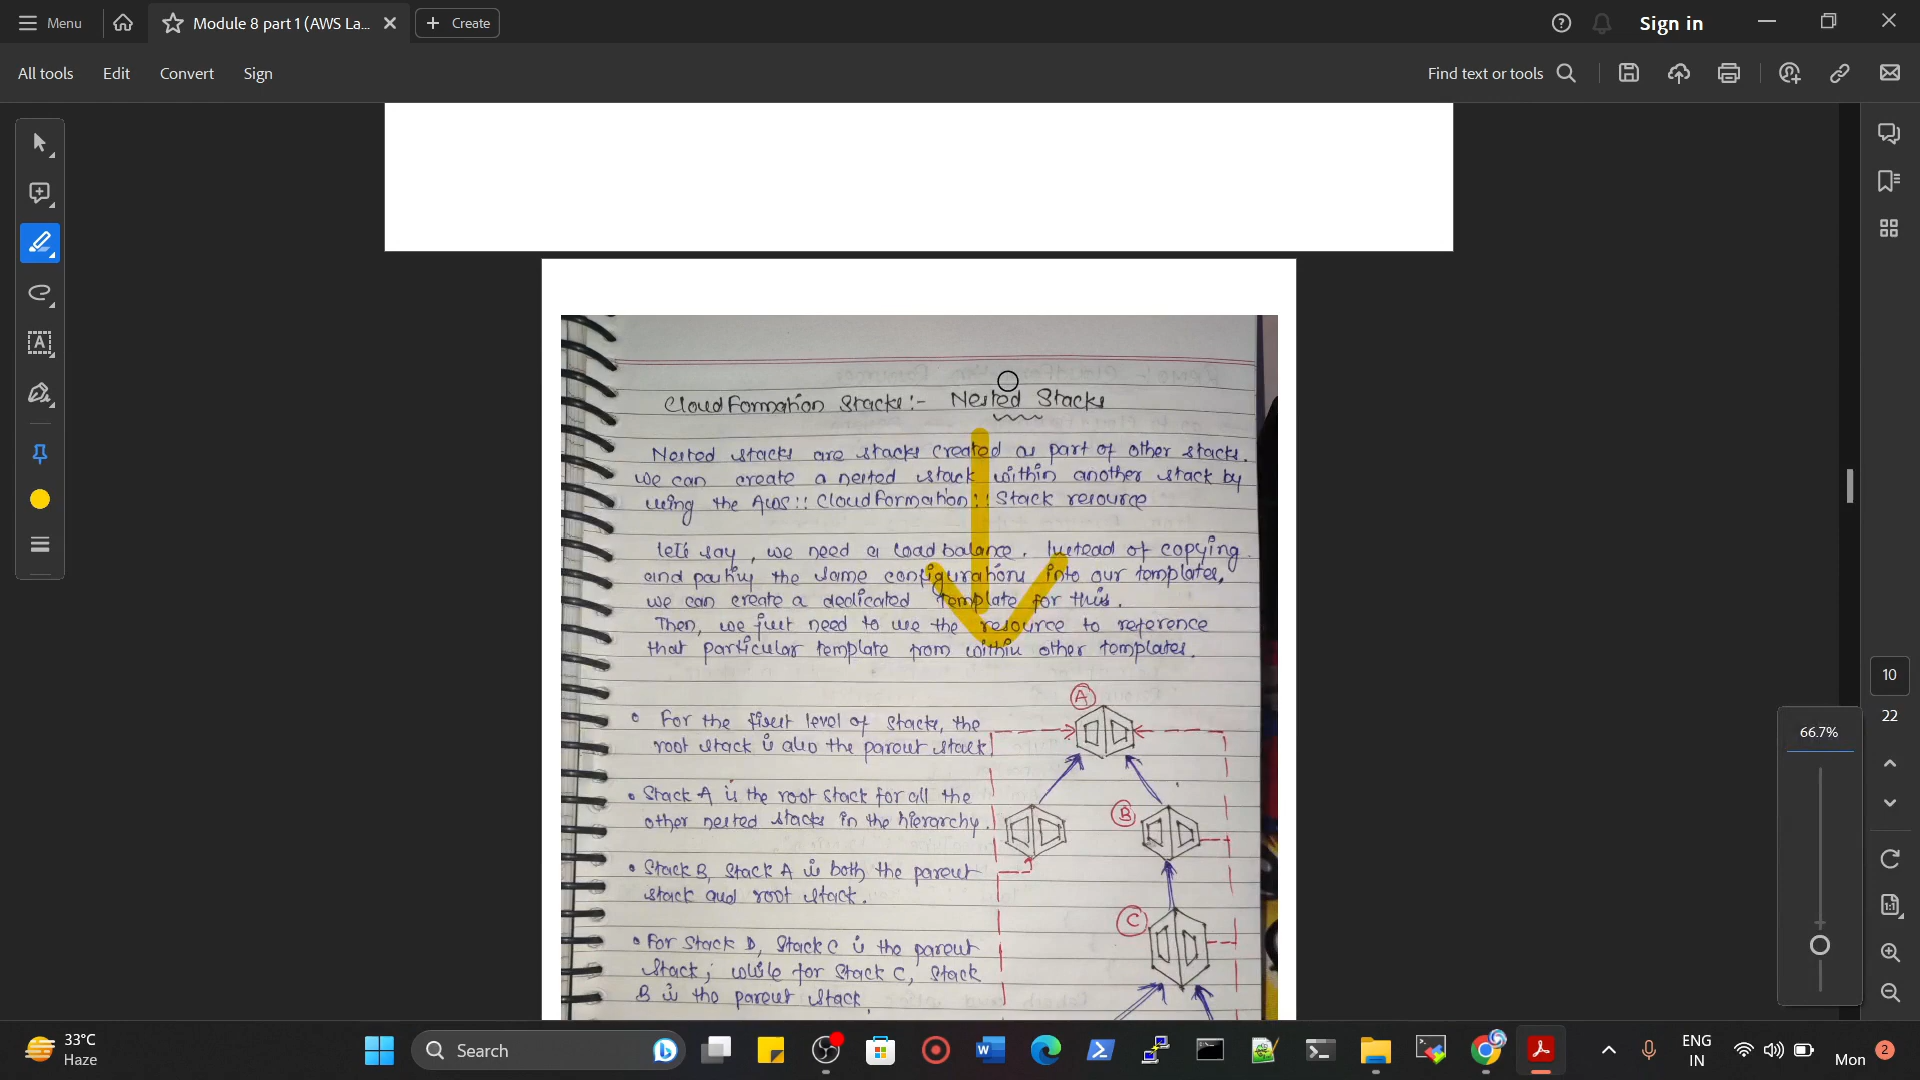 Menu
Module 8 part 1 (AWS La...
Create
Sign in
All tools
Edit
Convert
Sign
Find text or tools
CloudFormation Stacks:- Nested Stacks
Nested stacks are stacks created as part of other stacks.
We can create a nested stack within another stack by
using the AWS:: CloudFormation:: Stack resource
let's say, we need a load balance. Instead of copying
and pasting the same configurations into our templates,
we can create a dedicated template for this.
Then, we just need to use the resource to reference
that particular template from within other templates.
A
For the first level of stacks, the
root stack is also the parent stack
• Stack A is the root stack for all the
other nested stacks in the hierarchy.
B
• Stack B, Stack A is both the parent
stack and root stack.
C
• For Stack D, Stack C is the parent
Stack; while for Stack C, Stack
B is the parent stack
10
22
66.7%
1:1
33°C
Haze
Search
ENG
IN
Mon
2